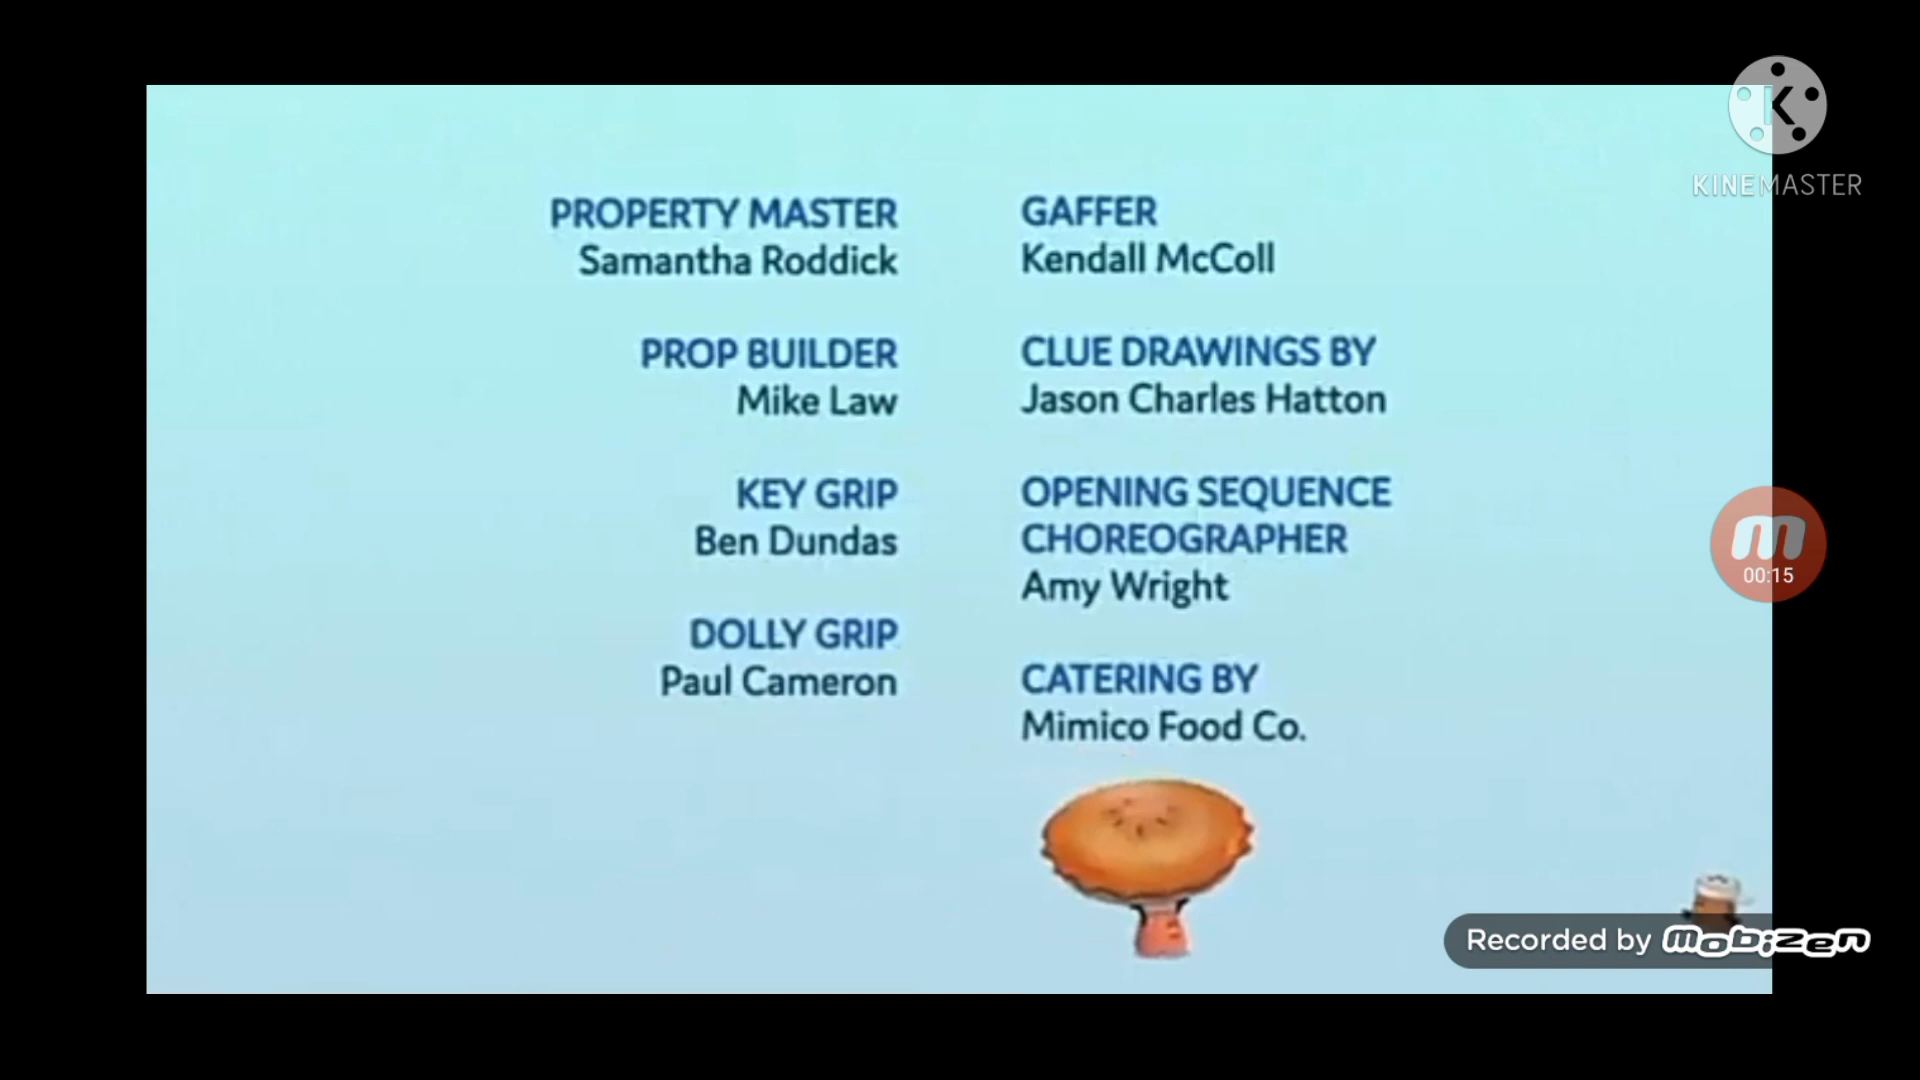 PROPERTY MASTER
Samantha Roddick
PROP BUILDER
Mike Law
KEY GRIP
Ben Dundas
DOLLY GRIP
Paul Cameron
GAFFER
Kendall McColl
CLUE DRAWINGS BY
Jason Charles Hatton
OPENING SEQUENCE
CHOREOGRAPHER
Amy Wright
CATERING BY
Mimico Food Co.
K
KINEMASTER
m
00:15
Recorded by mobizen